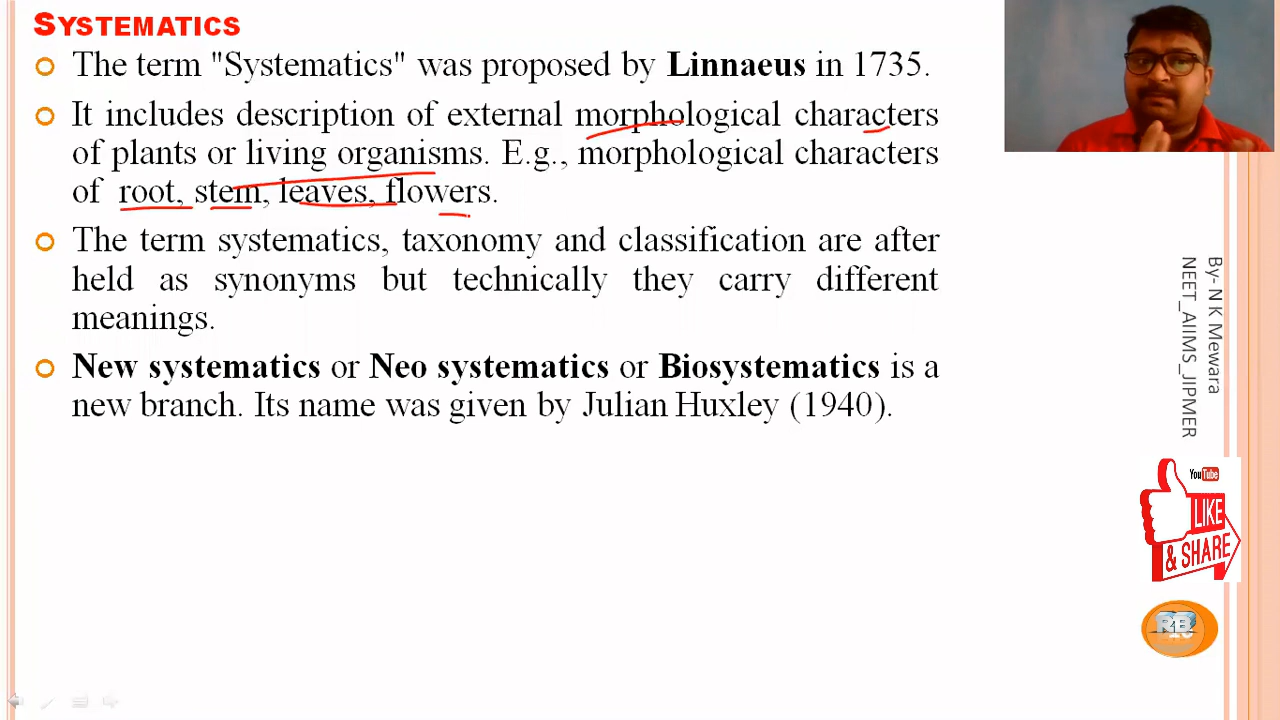 SYSTEMATICS
The term "Systematics" was proposed by Linnaeus in 1735.
It includes description of external morphological characters
of plants or living organisms. E.g., morphological characters
of root, stem, leaves, flowers.
The term systematics, taxonomy and classification are after
held as synonyms but technically they carry different
meanings.
New systematics or Neo systematics or Biosystematics is a
new branch. Its name was given by Julian Huxley (1940).
By- N K Mewara
NEET_AIIMS_JIPMER
YouTube
LIKE
& SHARE
RB